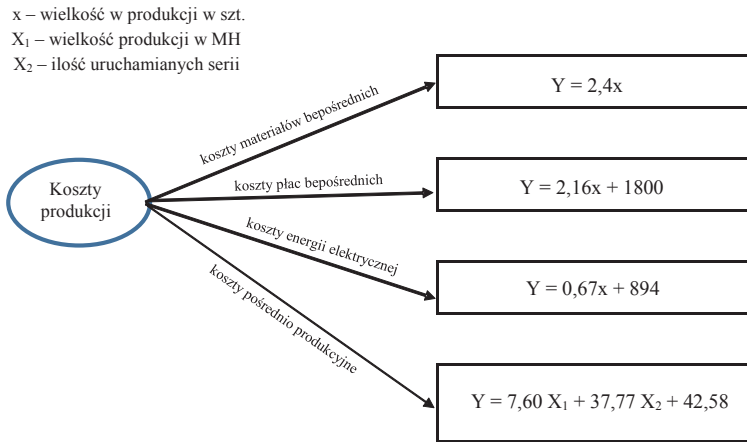 x – wielkość w produkcji w szt.
X₁ – wielkość produkcji w MH
X₂ – ilość uruchamianych serii
Koszty
produkcji
koszty materiałów bepośrednich
Y = 2,4x
koszty płac bepośrednich
Y = 2,16x + 1800
koszty energii elektrycznej
Y = 0,67x + 894
koszty pośrednio produkcyjne
Y = 7,60 X₁ + 37,77 X₂ + 42,58